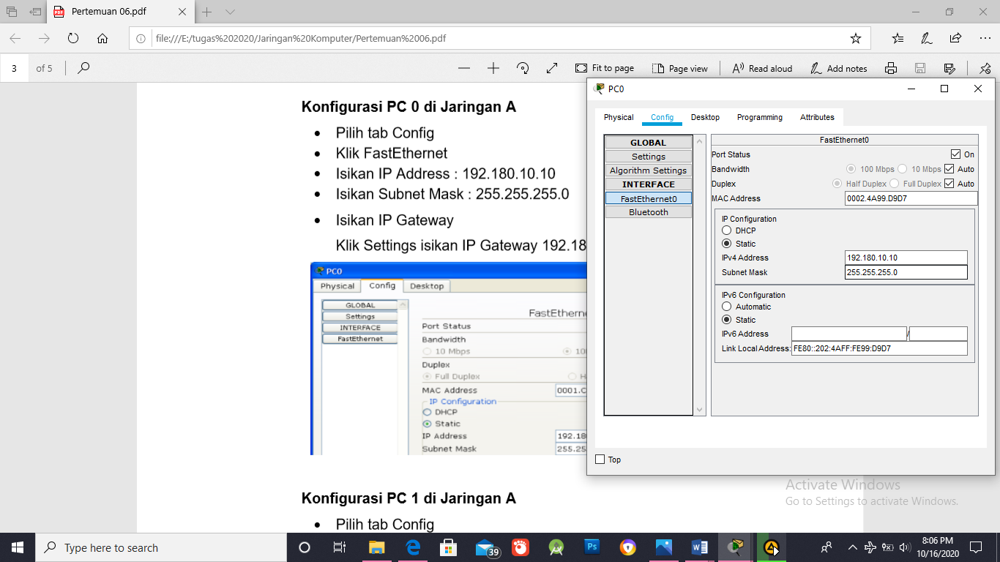 Pertemuan 06.pdf
file:///E:/tugas%202020/Jaringan%20Komputer/Pertemuan%2006.pdf
3 of 5
Fit to page
Page view
Read aloud
Add notes
Konfigurasi PC 0 di Jaringan A
• Pilih tab Config
• Klik FastEthernet
• Isikan IP Address : 192.180.10.10
• Isikan Subnet Mask : 255.255.255.0
• Isikan IP Gateway
Klik Settings isikan IP Gateway 192.18
PC0
Physical Config Desktop
GLOBAL
Settings
INTERFACE
FastEthernet
FastEtherne
Port Status
Bandwidth
10 Mbps 10
Duplex
Full Duplex H
MAC Address 0001.C
IP Configuration
DHCP
Static
IP Address 192.18
Subnet Mask 255.25
Konfigurasi PC 1 di Jaringan A
• Pilih tab Config
PC0
Physical Config Desktop Programming Attributes
GLOBAL
Settings
Algorithm Settings
INTERFACE
FastEthernet0
Bluetooth
FastEthernet0
Port Status On
Bandwidth 100 Mbps 10 Mbps Auto
Duplex Half Duplex Full Duplex Auto
MAC Address 0002.4A99.D9D7
IP Configuration
DHCP
Static
IPv4 Address 192.180.10.10
Subnet Mask 255.255.255.0
IPv6 Configuration
Automatic
Static
IPv6 Address /
Link Local Address: FE80::202:4AFF:FE99:D9D7
Top
Activate Windows
Go to Settings to activate Windows.
Type here to search
39
Ps
8:06 PM
10/16/2020